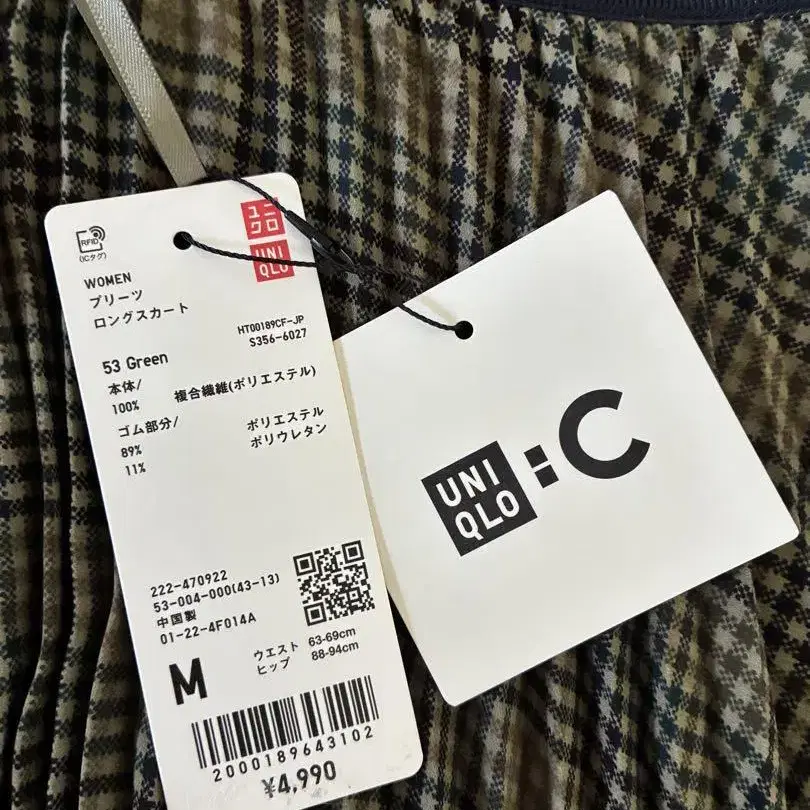 RFID
(ICタグ)
ユニ
クロ
UNI
QLO
WOMEN
プリーツ
ロングスカート
HT00189CF-JP
S356-6027
53 Green
本体/
100% 複合繊維(ポリエステル)
ゴム部分/
89% ポリエステル
11% ポリウレタン
222-470922
53-004-000(43-13)
中国製
01-22-4F014A
M
ウエスト 63-69cm
ヒップ 88-94cm
2000189643102
¥4,990
UNI
QLO
:C